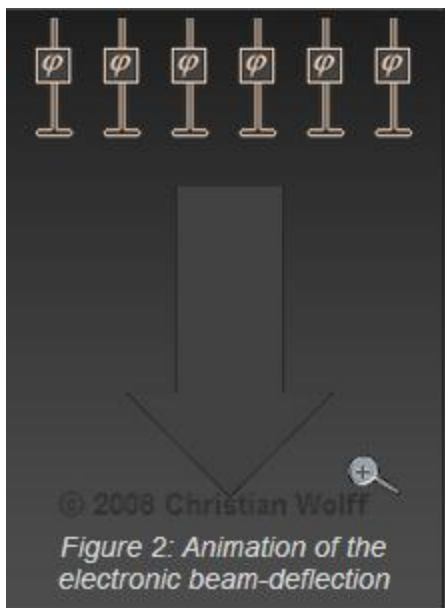 φ φ φ φ φ φ
© 2008 Christian Wolff
Figure 2: Animation of the
electronic beam-deflection